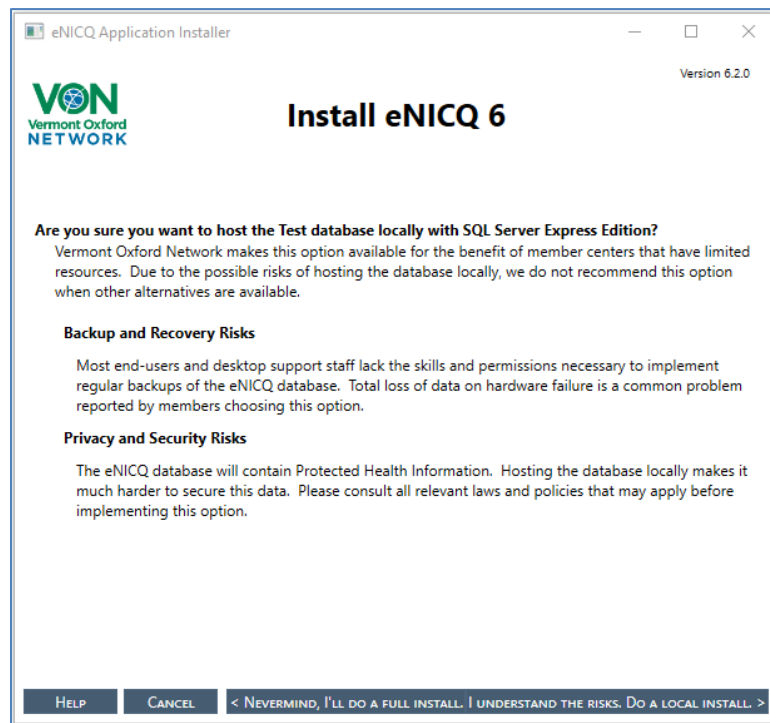 eNICQ Application Installer
Version 6.2.0
VON
Vermont Oxford
NETWORK
Install eNICQ 6
Are you sure you want to host the Test database locally with SQL Server Express Edition?
Vermont Oxford Network makes this option available for the benefit of member centers that have limited
resources.  Due to the possible risks of hosting the database locally, we do not recommend this option
when other alternatives are available.
Backup and Recovery Risks
Most end-users and desktop support staff lack the skills and permissions necessary to implement
regular backups of the eNICQ database.  Total loss of data on hardware failure is a common problem
reported by members choosing this option.
Privacy and Security Risks
The eNICQ database will contain Protected Health Information.  Hosting the database locally makes it
much harder to secure this data.  Please consult all relevant laws and policies that may apply before
implementing this option.
Help
Cancel
< Nevermind, I'll do a full install.
I understand the risks. Do a local install. >